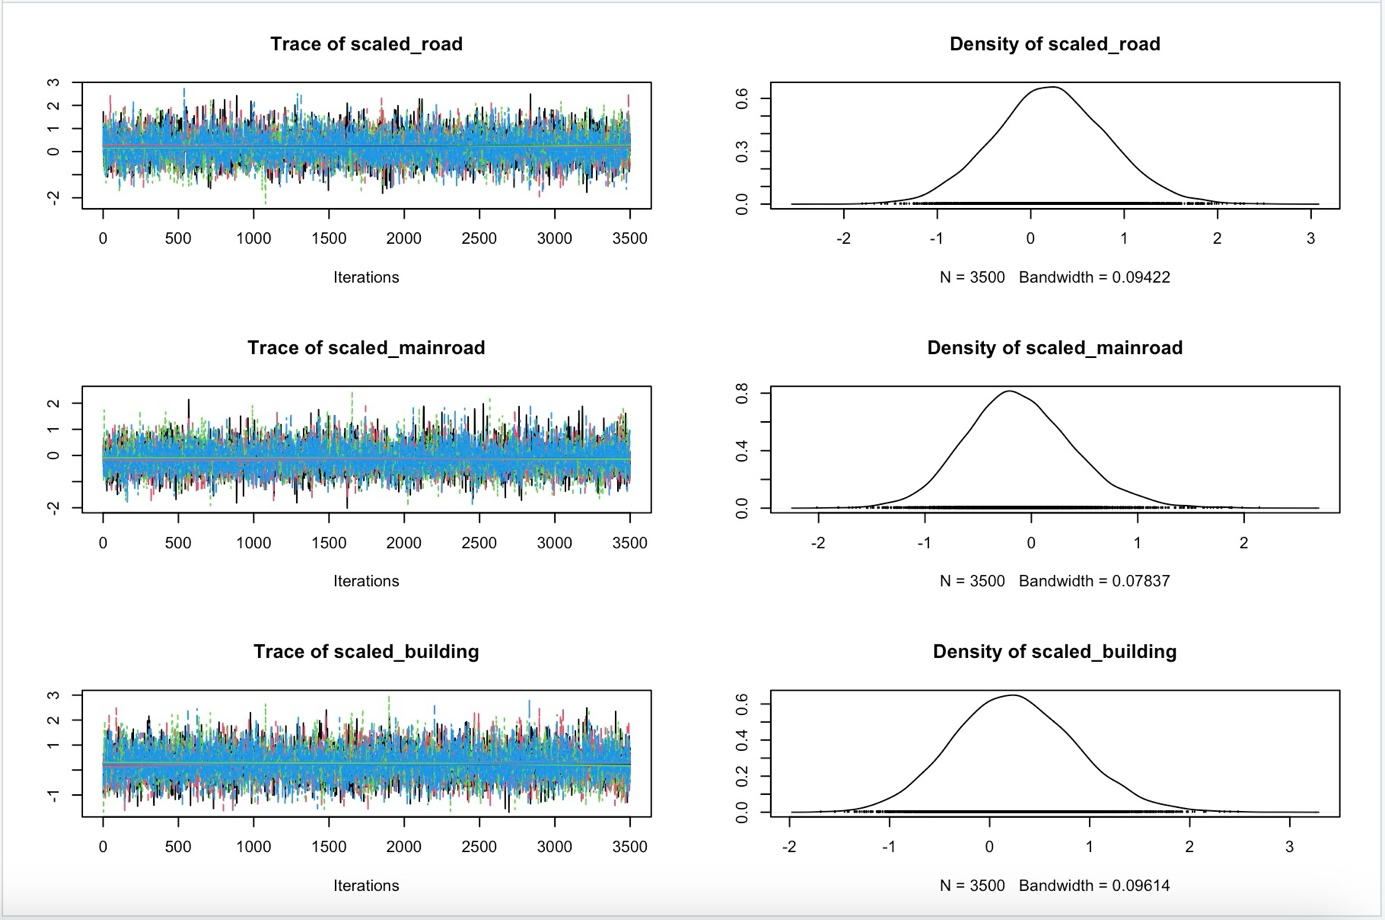 Trace of scaled_road
3
2
1
0
-2
0 500 1000 1500 2000 2500 3000 3500
Iterations
Density of scaled_road
0.6
0.3
0.0
-2 -1 0 1 2 3
N = 3500 Bandwidth = 0.09422
Trace of scaled_mainroad
2
1
0
-2
0 500 1000 1500 2000 2500 3000 3500
Iterations
Density of scaled_mainroad
0.8
0.4
0.0
-2 -1 0 1 2
N = 3500 Bandwidth = 0.07837
Trace of scaled_building
3
2
1
-1
0 500 1000 1500 2000 2500 3000 3500
Iterations
Density of scaled_building
0.6
0.4
0.2
0.0
-2 -1 0 1 2 3
N = 3500 Bandwidth = 0.09614